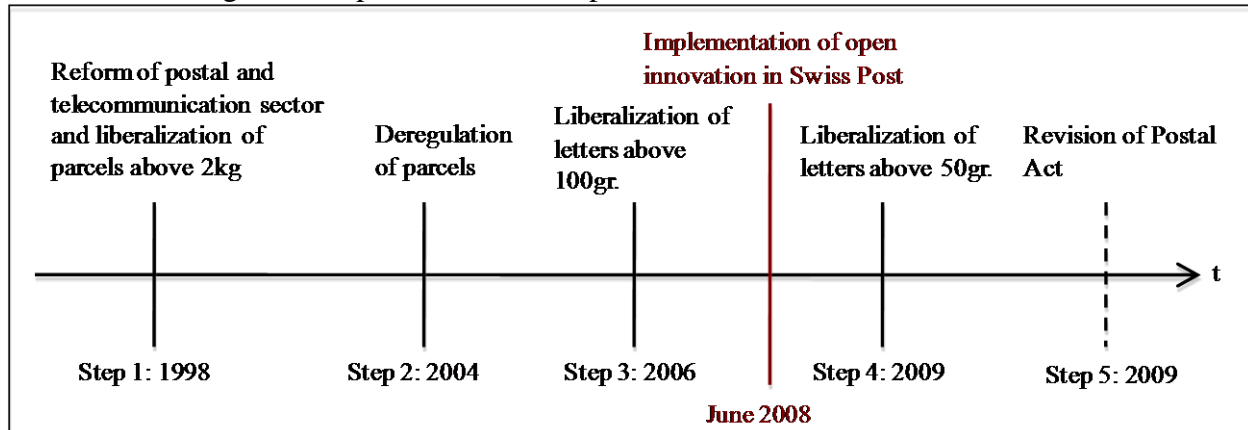 Implementation of open
innovation in Swiss Post
Reform of postal and
telecommunication sector
and liberalization of
parcels above 2kg
Deregulation
of parcels
Liberalization of
letters above
100gr.
Liberalization of
letters above 50gr.
Revision of Postal
Act
t
Step 1: 1998
Step 2: 2004
Step 3: 2006
Step 4: 2009
Step 5: 2009
June 2008